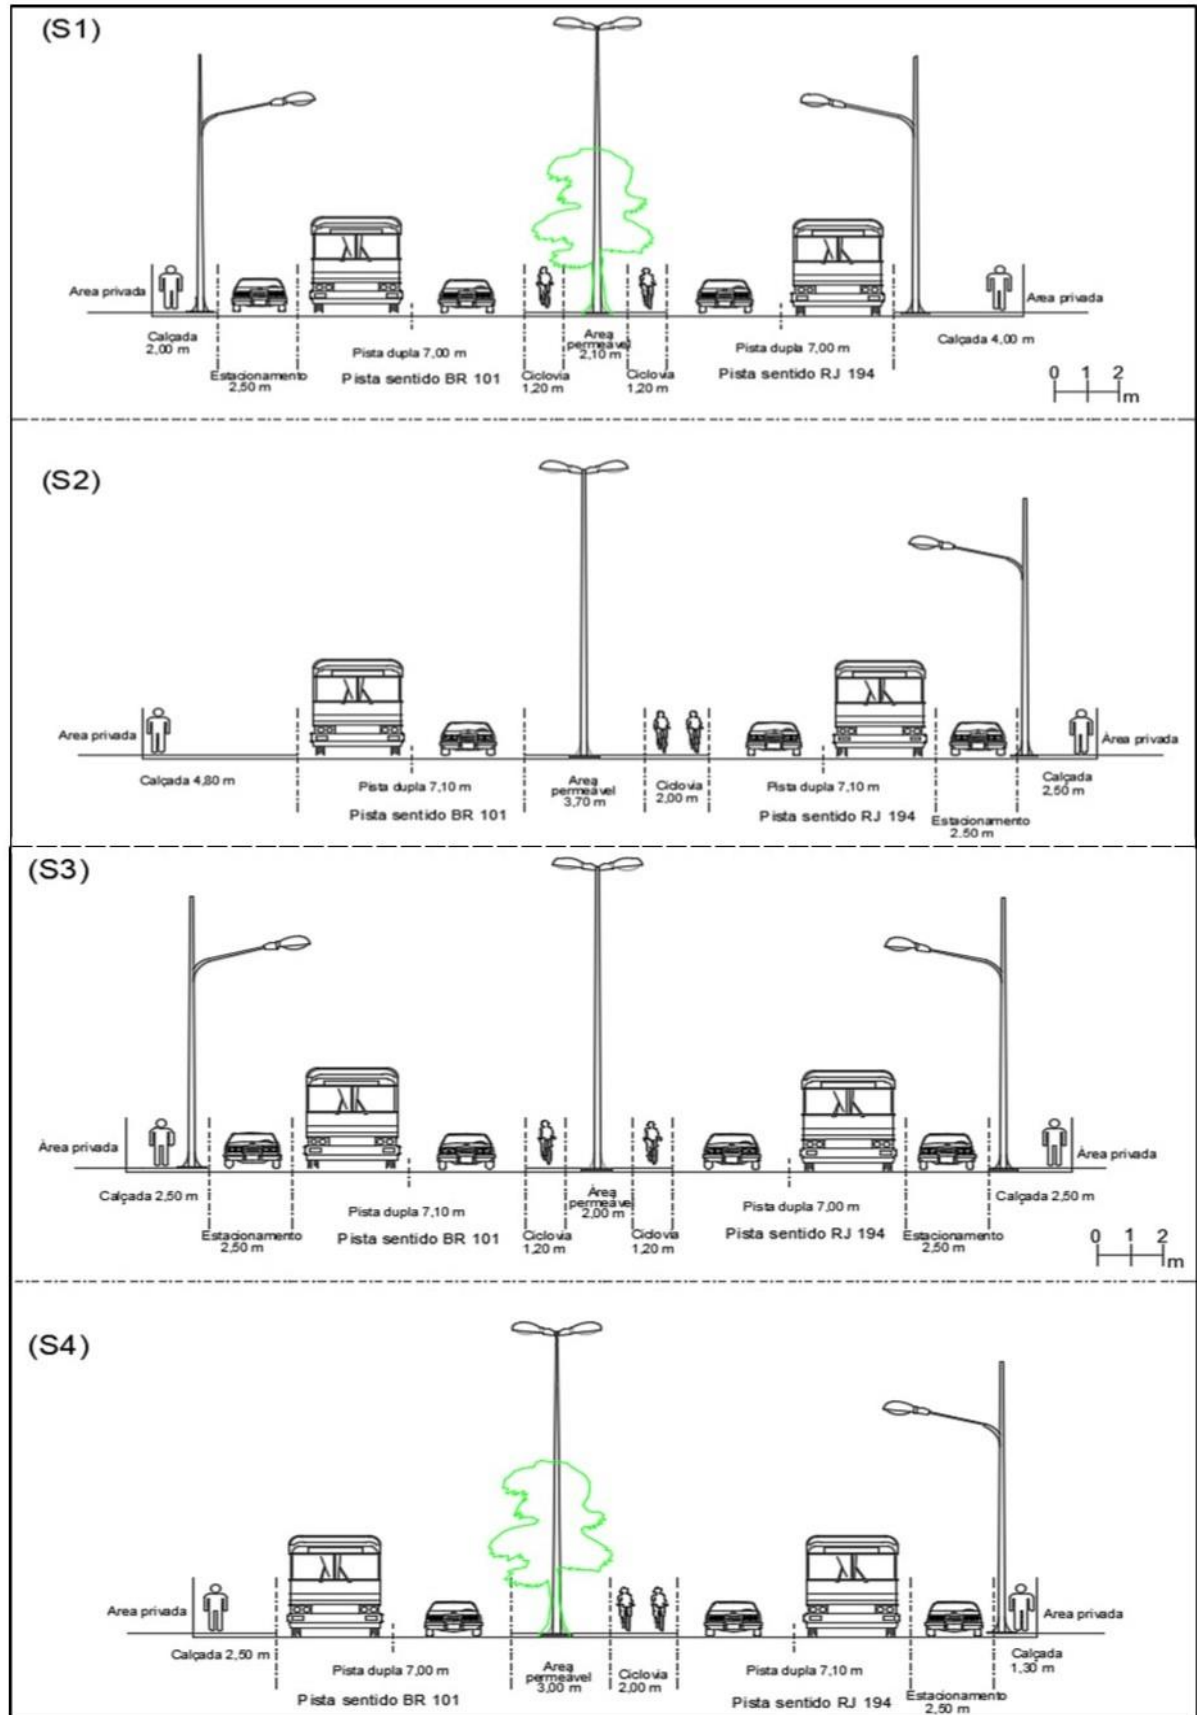 (S1)
Area privada
Area privada
Calçada
2,00 m
Estacionamento
2,50 m
Pista dupla 7,00 m
Pista sentido BR 101
Ciclovia
1,20 m
Area
permeável
2,10 m
Ciclovia
1,20 m
Pista dupla 7,00 m
Pista sentido RJ 194
Calçada 4,00 m
0 1 2
m
(S2)
Área privada
Área privada
Calçada 4,80 m
Pista dupla 7,10 m
Pista sentido BR 101
Area
permeável
3,70 m
Ciclovia
2,00 m
Pista dupla 7,10 m
Pista sentido RJ 194
Estacionamento
2,50 m
Calçada
2,50 m
(S3)
Área privada
Área privada
Calçada 2,50 m
Estacionamento
2,50 m
Pista dupla 7,10 m
Pista sentido BR 101
Ciclovia
1,20 m
Área
permeável
2,00 m
Ciclovia
1,20 m
Pista dupla 7,00 m
Pista sentido RJ 194
Estacionamento
2,50 m
Calçada 2,50 m
0 1 2
m
(S4)
Area privada
Area privada
Calçada 2,50 m
Pista dupla 7,00 m
Pista sentido BR 101
Area
permeável
3,00 m
Ciclovia
2,00 m
Pista dupla 7,10 m
Pista sentido RJ 194
Estacionamento
2,50 m
Calçada
1,30 m